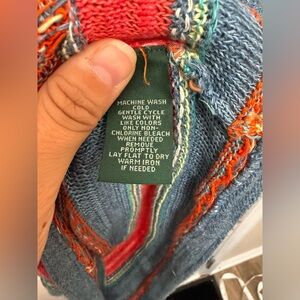 MACHINE WASH
COLD
GENTLE CYCLE
WASH WITH
LIKE COLORS
ONLY NON-
CHLORINE BLEACH
WHEN NEEDED
REMOVE
PROMPTLY
LAY FLAT TO DRY
WARM IRON
IF NEEDED